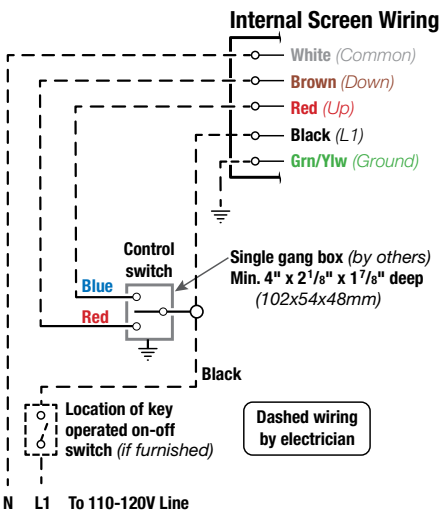 Internal Screen Wiring
White (Common)
Brown (Down)
Red (Up)
Black (L1)
Grn/Ylw (Ground)
Control
switch
Single gang box (by others)
Min. 4" x 2 1/8" x 1 7/8" deep
(102x54x48mm)
Blue
Red
Black
Location of key
operated on-off
switch (if furnished)
Dashed wiring
by electrician
N L1 To 110-120V Line